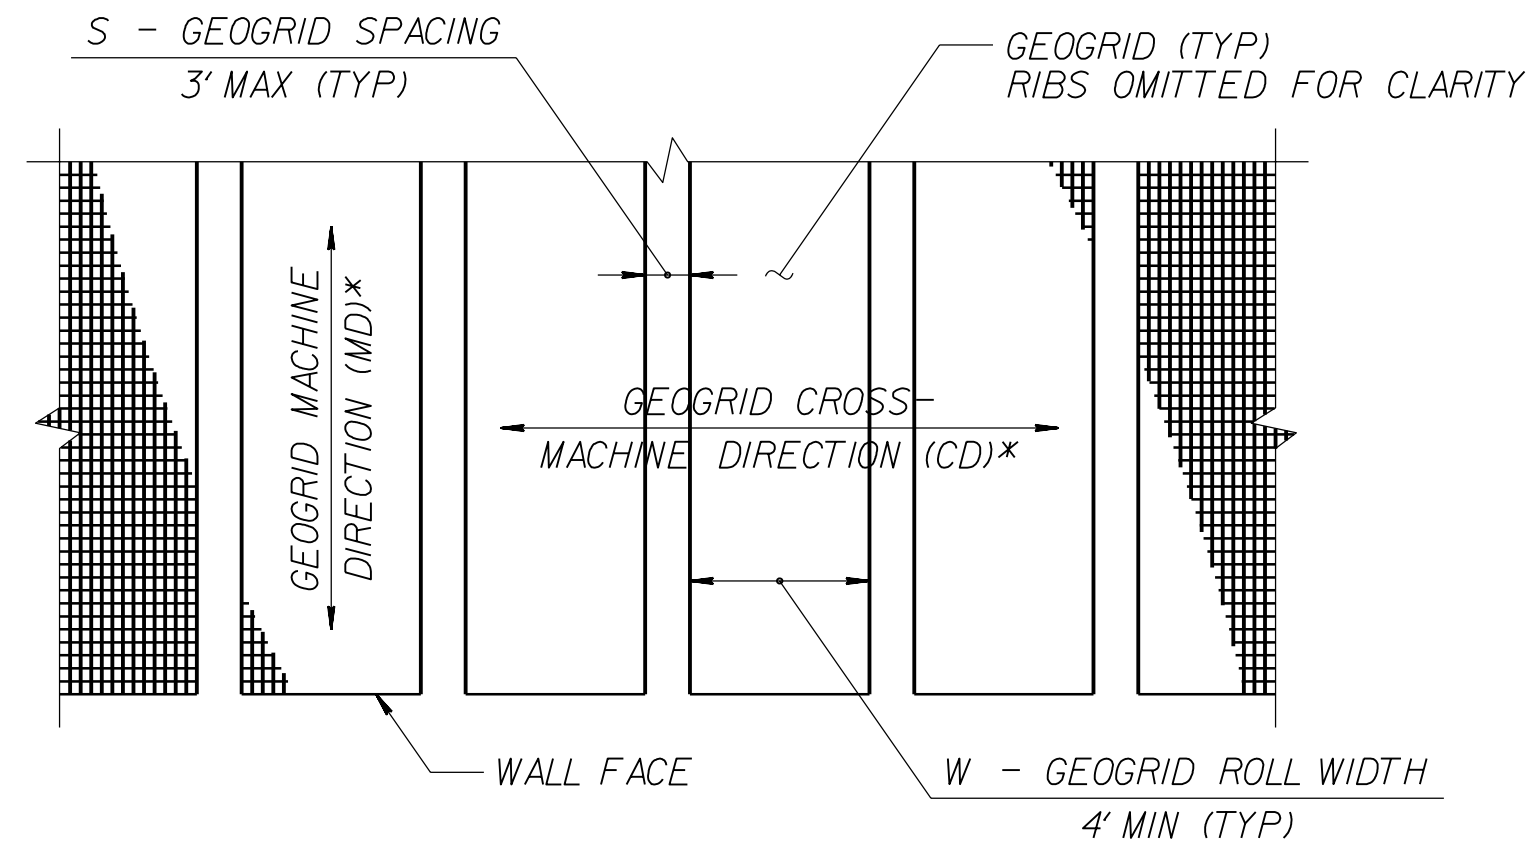 S - GEOGRID SPACING
3' MAX (TYP)
GEOGRID (TYP)
RIBS OMITTED FOR CLARITY
GEOGRID MACHINE
DIRECTION (MD)*
GEOGRID CROSS-
MACHINE DIRECTION (CD)*
WALL FACE
W - GEOGRID ROLL WIDTH
4' MIN (TYP)